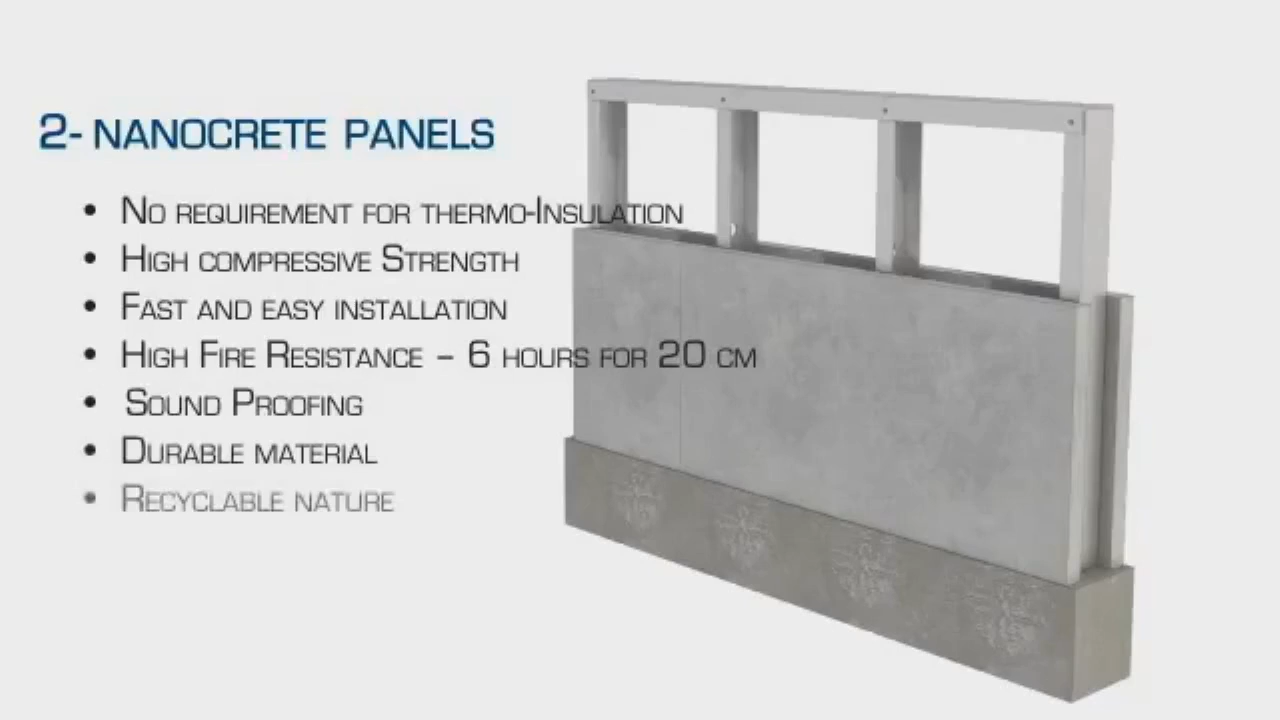 2- NANOCRETE PANELS
• No requirement for thermo-Insulation
• High compressive Strength
• Fast and easy installation
• High Fire Resistance – 6 hours for 20 cm
• Sound Proofing
• Durable material
• Recyclable nature